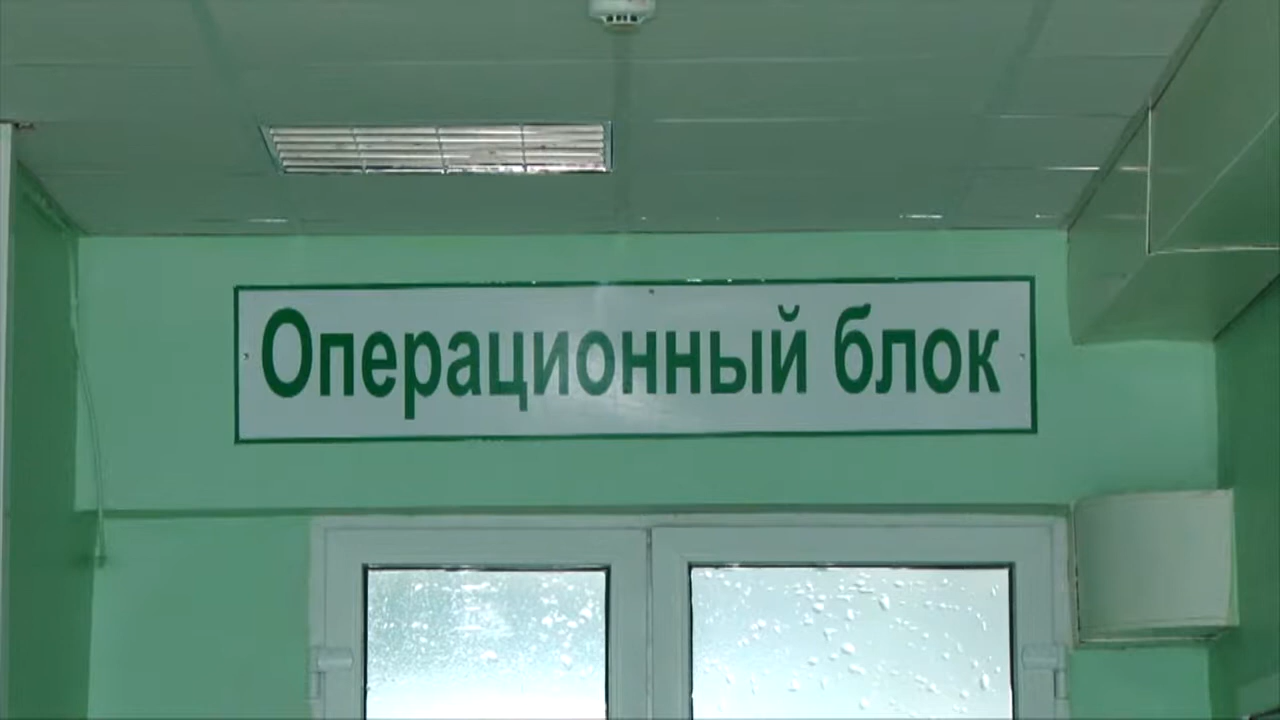 Операционный блок